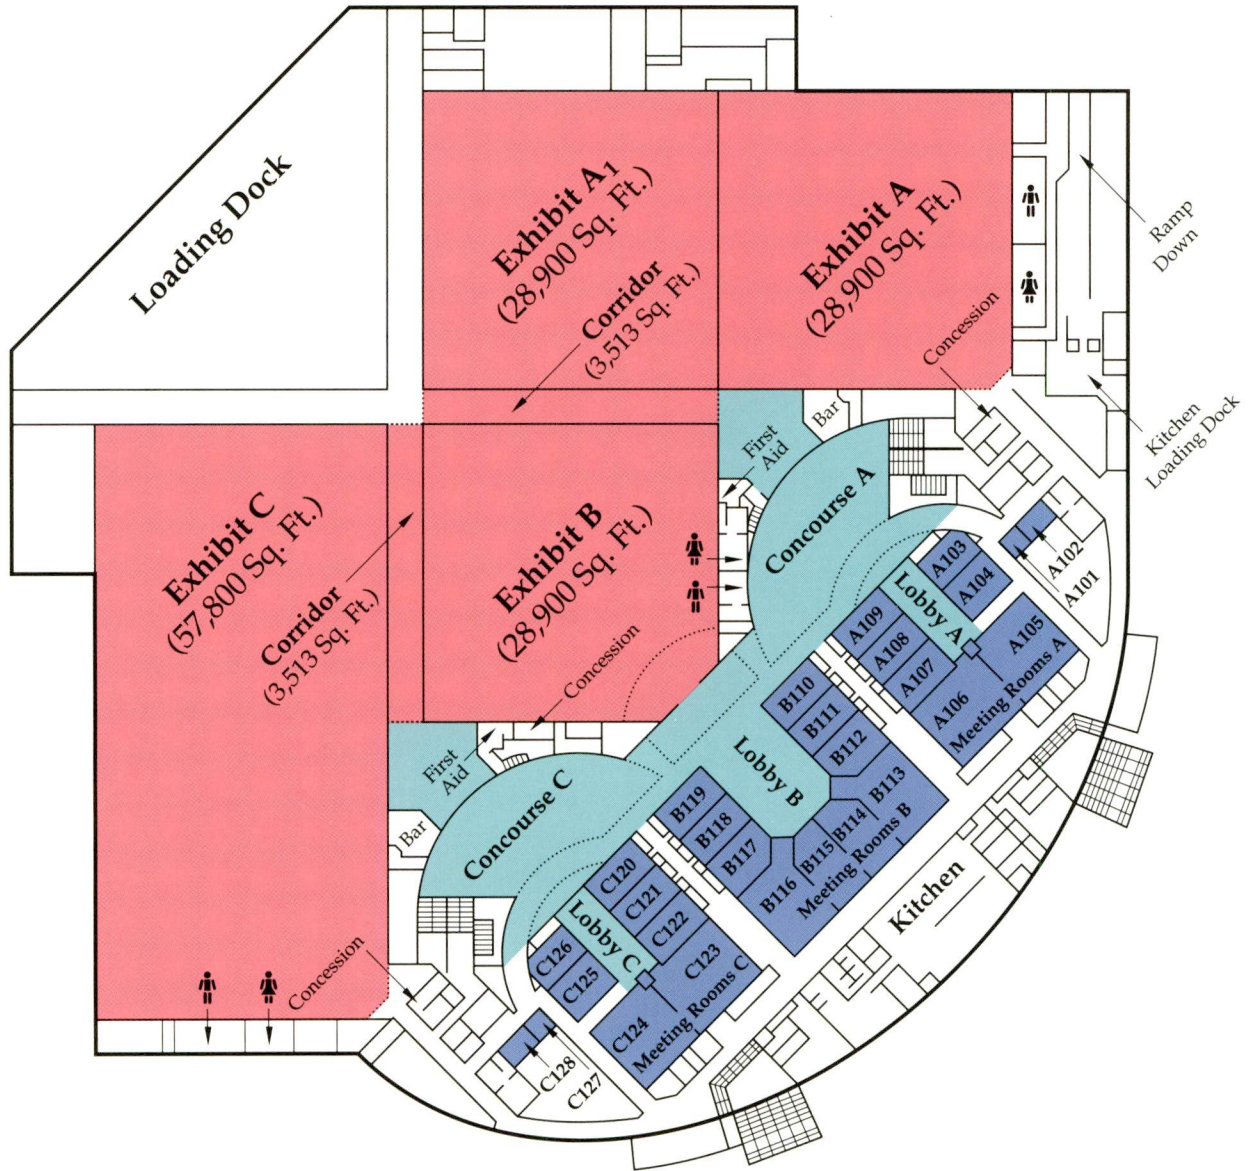 Loading Dock
Exhibit A1
(28,900 Sq. Ft.)
Exhibit A
(28,900 Sq. Ft.)
Corridor
(3,513 Sq. Ft.)
Ramp
Down
Concession
Kitchen
Loading Dock
Bar
First
Aid
Concourse A
Exhibit C
(57,800 Sq. Ft.)
Corridor
(3,513 Sq. Ft.)
Exhibit B
(28,900 Sq. Ft.)
Concession
A103
A104
A102
A101
Lobby A
A109
A108
A107
A106
A105
Meeting Rooms A
B110
B111
B112
B113
Lobby B
B119
B118
B117
B116
B115
B114
Meeting Rooms B
First
Aid
Bar
Concourse C
C120
C121
C122
C123
Lobby C
C126
C125
C124
Meeting Rooms C
C128
C127
Concession
Kitchen